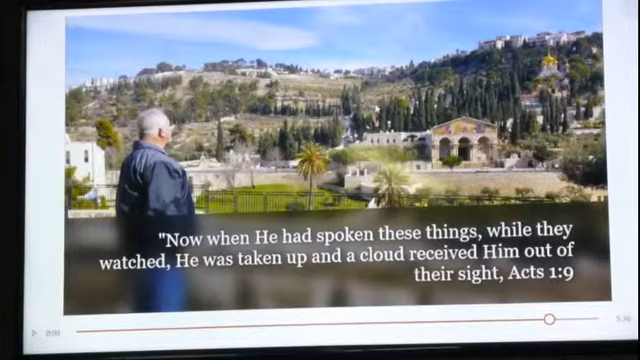 "Now when He had spoken these things, while they
watched, He was taken up and a cloud received Him out of
their sight, Acts 1:9
0:00
5:36